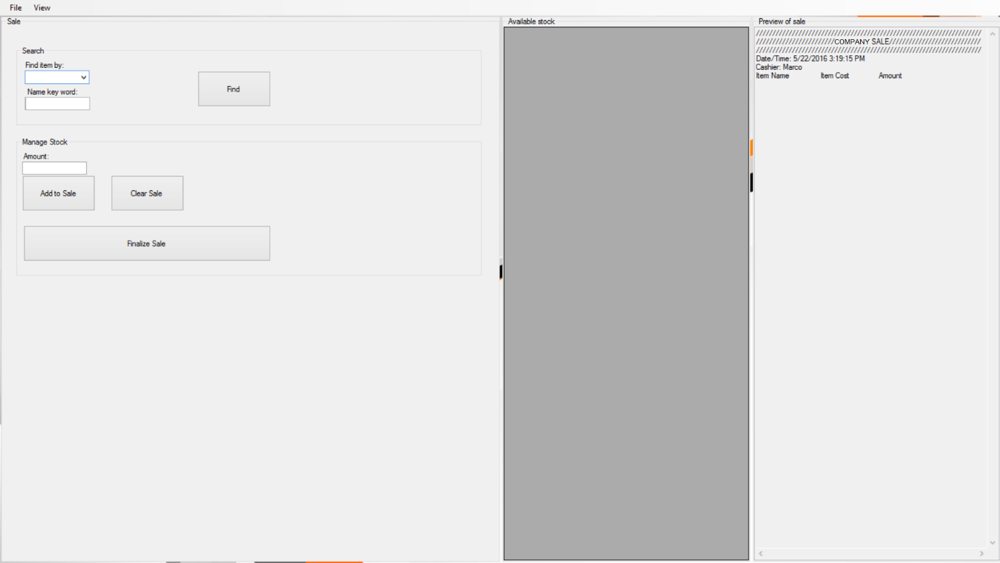 File View
Sale
Search
Find item by:
Name key word:
Find
Manage Stock
Amount:
Add to Sale
Clear Sale
Finalize Sale
Available stock
Preview of sale
/////////////////////////////////////////////////////////////////////
////////////////////////COMPANY SALE////////////////////////////
/////////////////////////////////////////////////////////////////////
Date/Time: 5/22/2016 3:19:15 PM
Cashier: Marco
Item Name Item Cost Amount